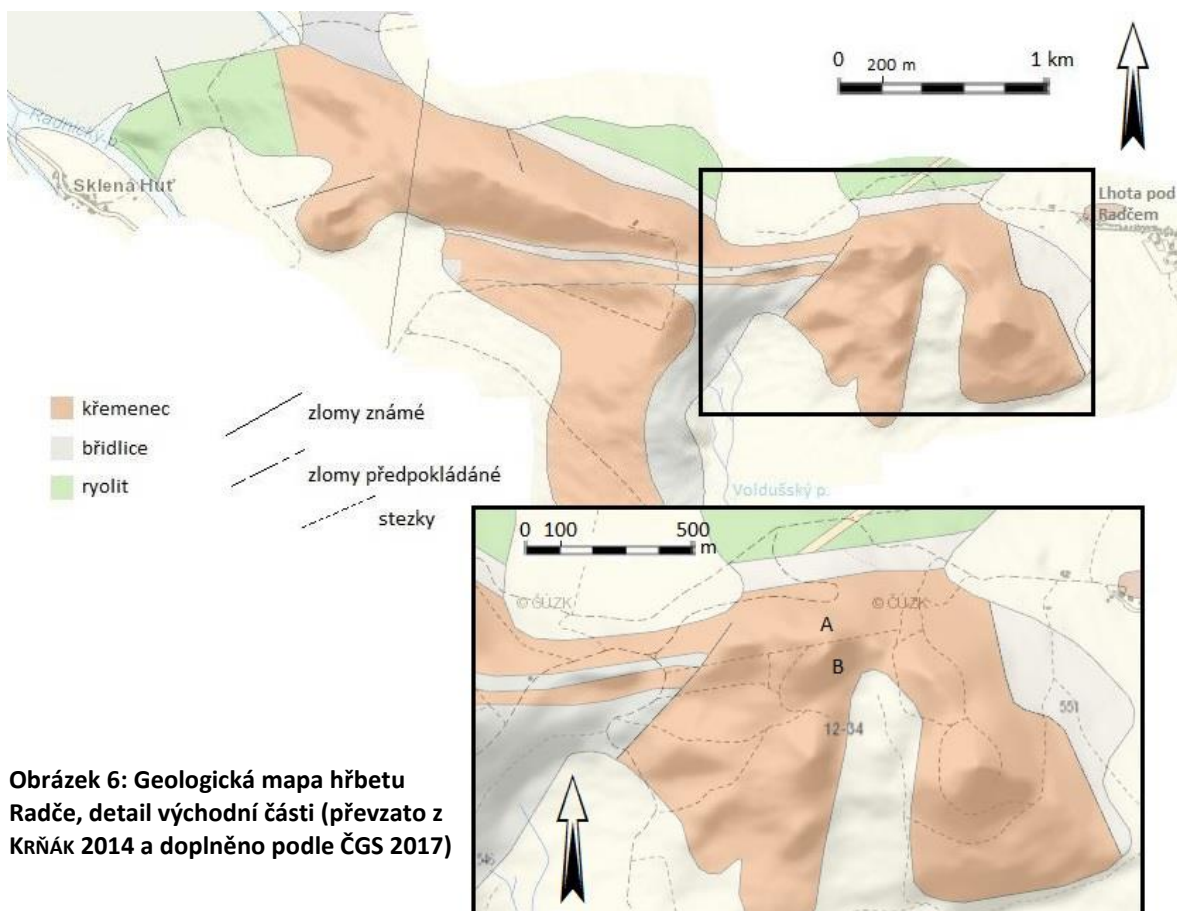 0 200 m 1 km
Radnický p.
Sklená Huť
Lhota pod
Radčem
křemenec
břidlice
ryolit
zlomy známé
zlomy předpokládáné
stezky
Voldušský p.
0 100 500
m
© ČÚZK
© ČÚZK
A
B
12-34
551
546
Obrázek 6: Geologická mapa hřbetu
Radče, detail východní části (převzato z
KRŇÁK 2014 a doplněno podle ČGS 2017)